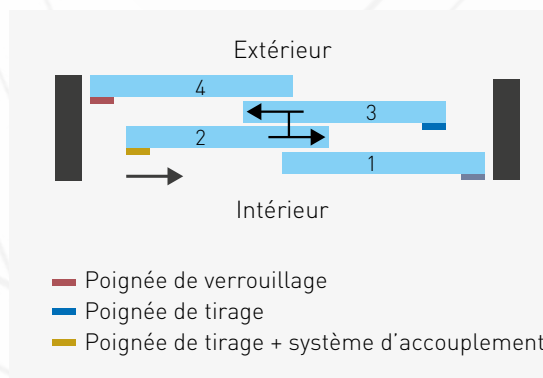 Extérieur
4
3
2
1
Intérieur
Poignée de verrouillage
Poignée de tirage
Poignée de tirage + système d'accouplement